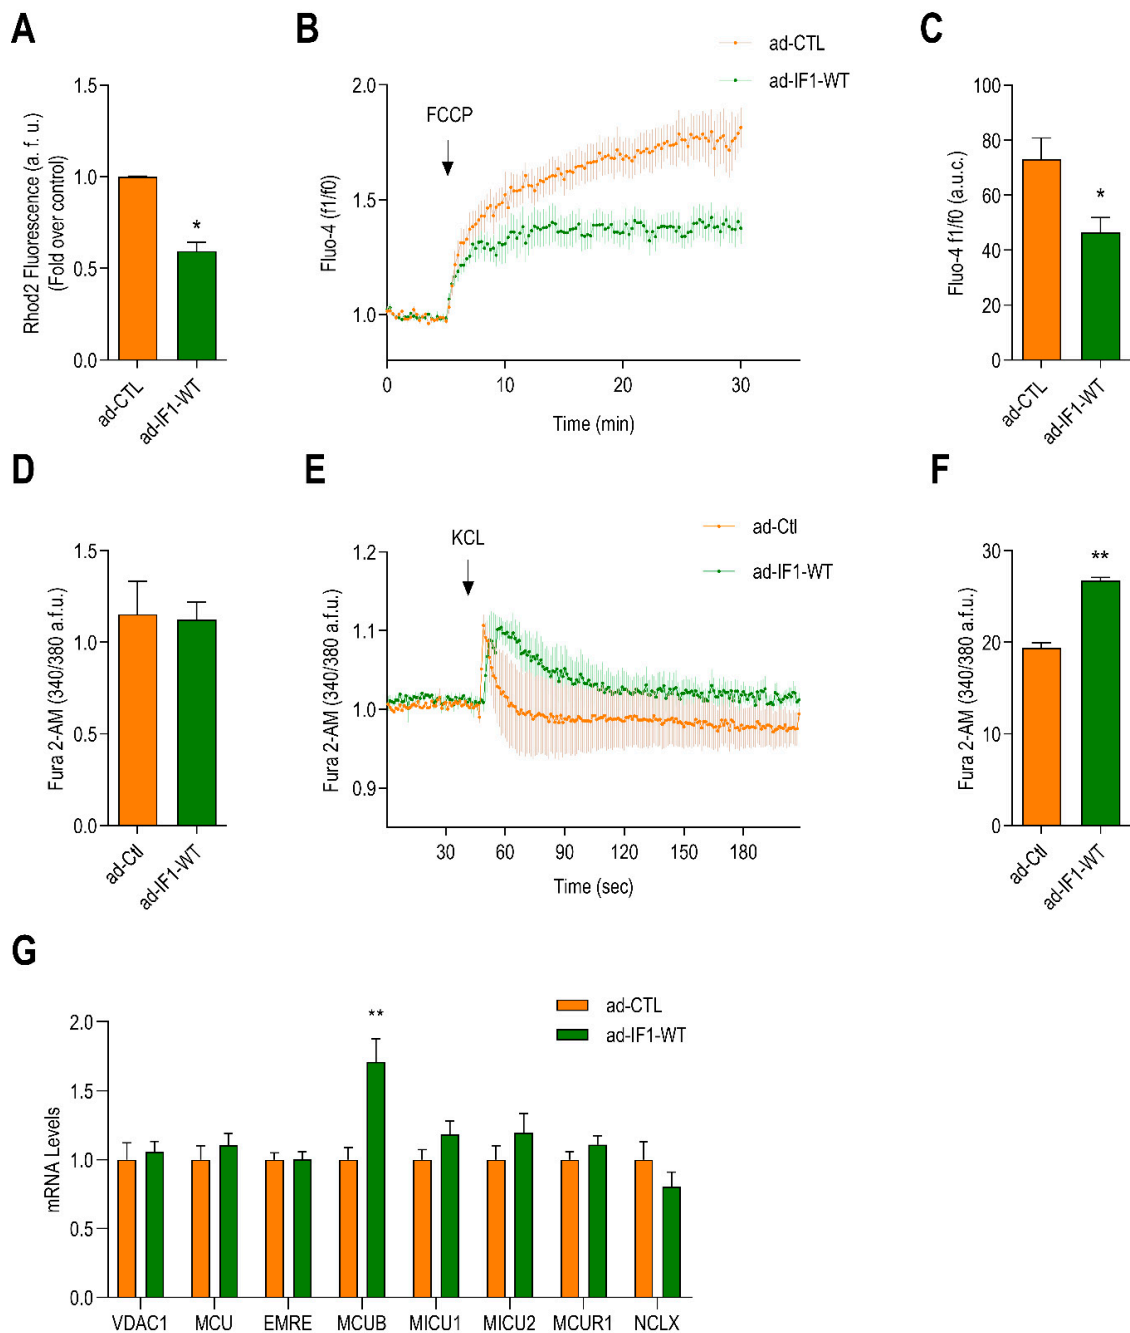 A
Rhod2 Fluorescence (a. f. u.)
(Fold over control)
1.5
1.0
0.5
0.0
*
ad-CTL
ad-IF1-WT
B
ad-CTL
ad-IF1-WT
FCCP
Fluo-4 (f1/f0)
2.0
1.5
1.0
0
10
20
30
Time (min)
C
Fluo-4 f1/f0 (a.u.c.)
100
80
60
40
20
0
*
ad-CTL
ad-IF1-WT
D
Fura 2-AM (340/380 a.f.u.)
1.5
1.0
0.5
0.0
ad-Ctl
ad-IF1-WT
E
KCL
ad-Ctl
ad-IF1-WT
Fura 2-AM (340/380 a.f.u.)
1.2
1.1
1.0
0.9
30
60
90
120
150
180
Time (sec)
F
Fura 2-AM (340/380 a.f.u.)
30
20
10
0
**
ad-Ctl
ad-IF1-WT
G
ad-CTL
ad-IF1-WT
mRNA Levels
2.0
1.5
1.0
0.5
0.0
**
VDAC1
MCU
EMRE
MCUB
MICU1
MICU2
MCUR1
NCLX